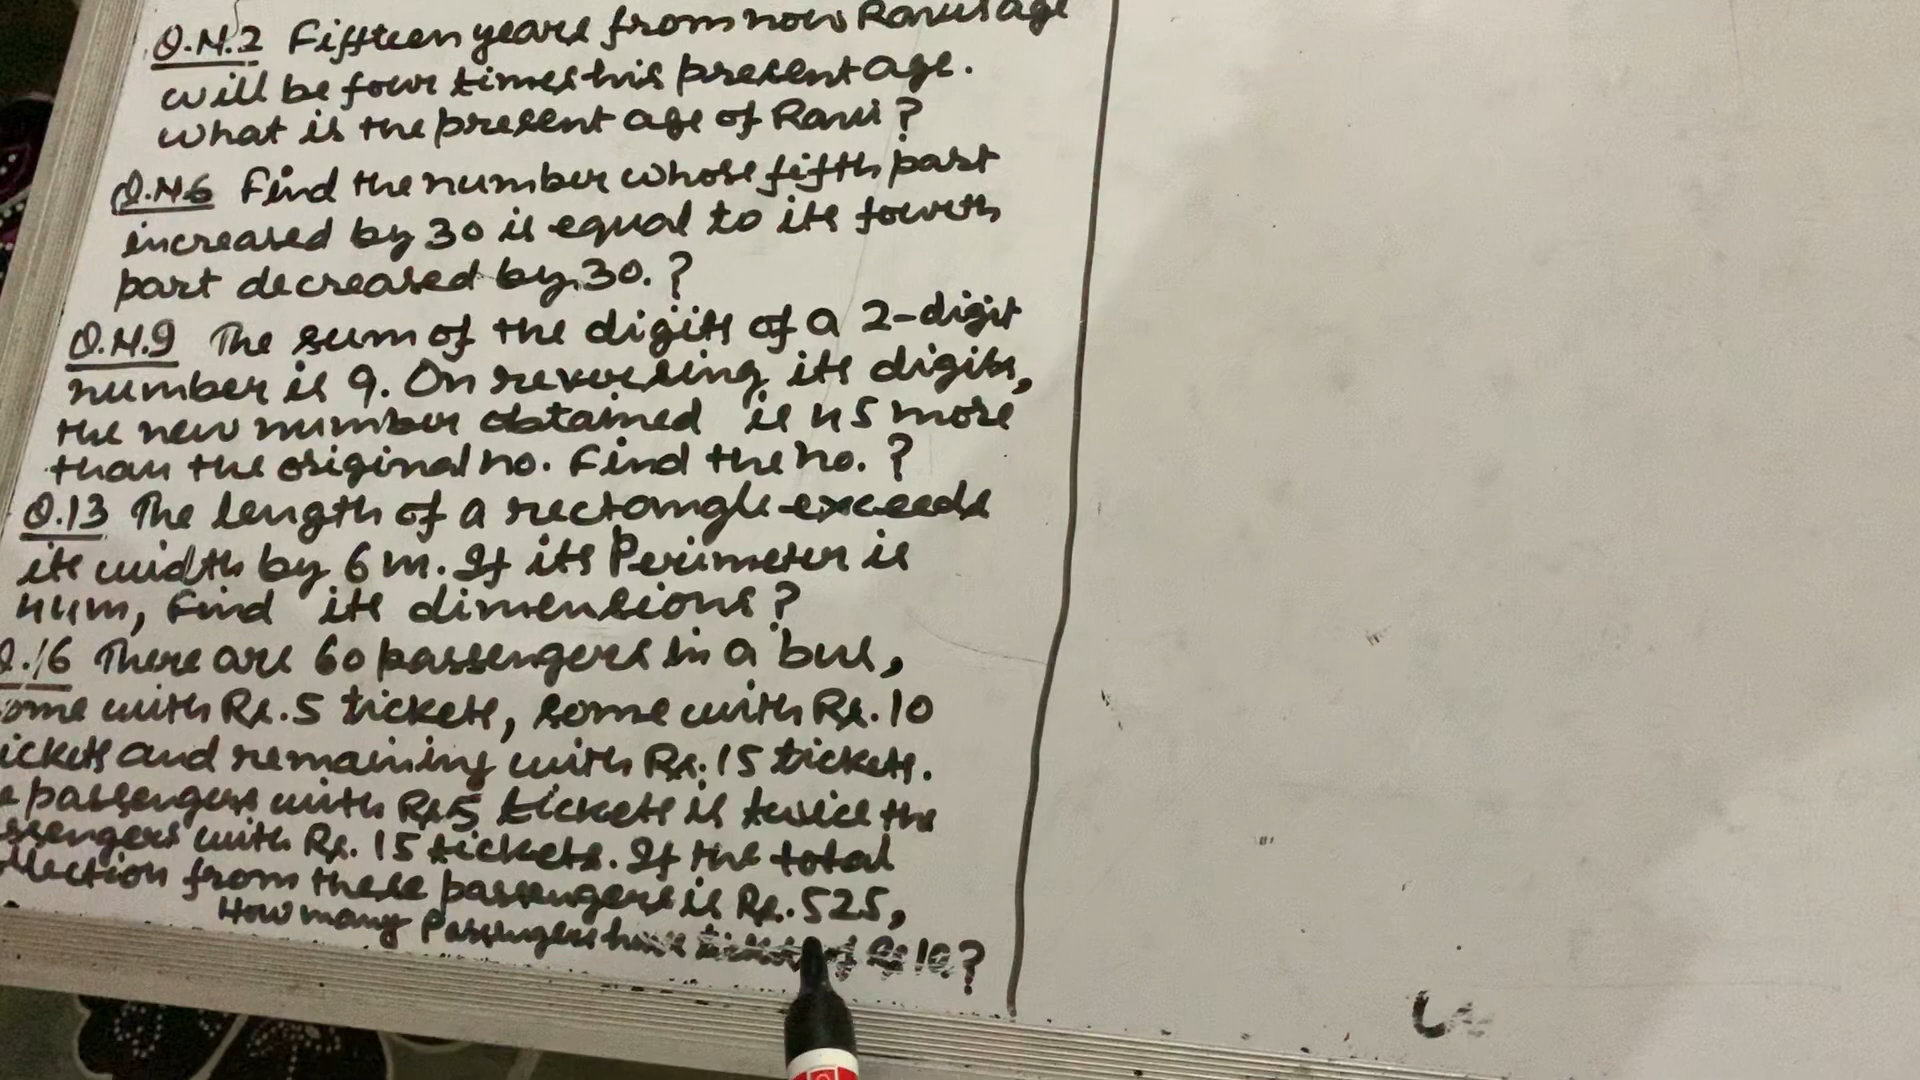 Q.N.2 Fifteen years from now Ravi's age
will be four times his present age.
What is the present age of Ravi?
Q.N.6 Find the number whose fifth part
increased by 30 is equal to its fourth
part decreased by 30.?
Q.N.9 The sum of the digits of a 2-digit
number is 9. On reversing its digits,
the new number obtained is 45 more
than the original no. Find the no.?
Q.13 The length of a rectangle exceeds
its width by 6 m. If its Perimeter is
44m, Find its dimensions?
Q.16 There are 60 passengers in a bus,
ome with Rs.5 tickets, some with Rs.10
ickets and remaining with Rs.15 tickets.
e passengers with Rs5 tickets is twice the
ssengers with Rs.15 tickets. If the total
llection from these passengers is Rs.525,
How many Passengers have Rs 10?